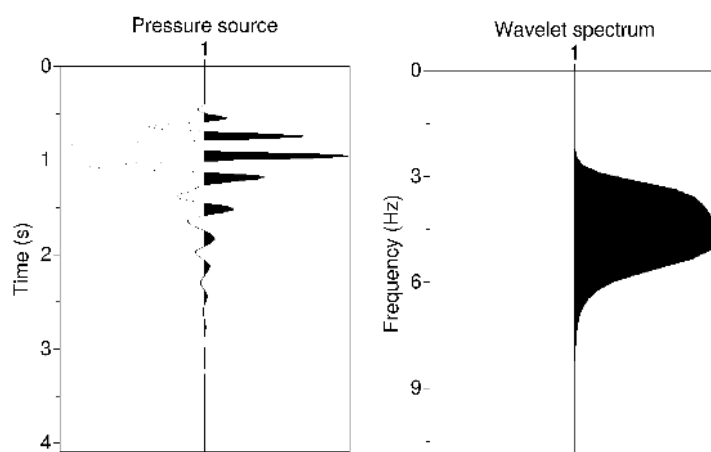 Pressure source
1
0
1
2
3
4
Time (s)
Wavelet spectrum
1
0
3
6
9
Frequency (Hz)